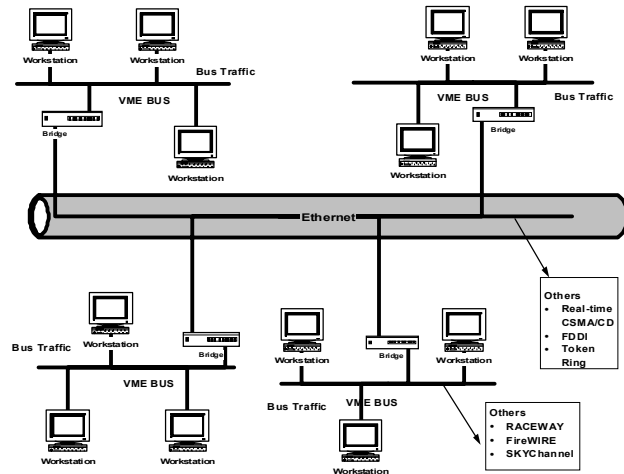 Workstation
Workstation
Bus Traffic
VME BUS
Bridge
Workstation
Workstation
Workstation
VME BUS
Bus Traffic
Bridge
Workstation
Ethernet
Workstation
Bus Traffic
Bridge
VME BUS
Workstation
Workstation
Workstation
Bridge
Workstation
Bus Traffic
VME BUS
Workstation
Others
• Real-time
CSMA/CD
• FDDI
• Token
Ring
Others
• RACEWAY
• FireWIRE
• SKYChannel